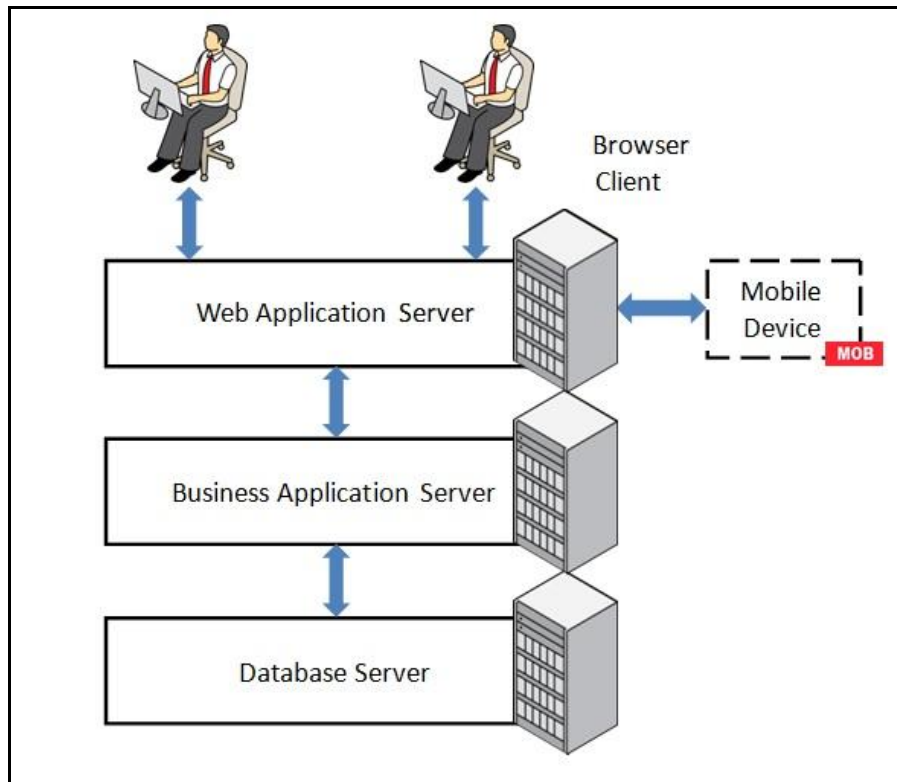 Browser
Client
Web Application Server
Mobile
Device
MOB
Business Application Server
Database Server